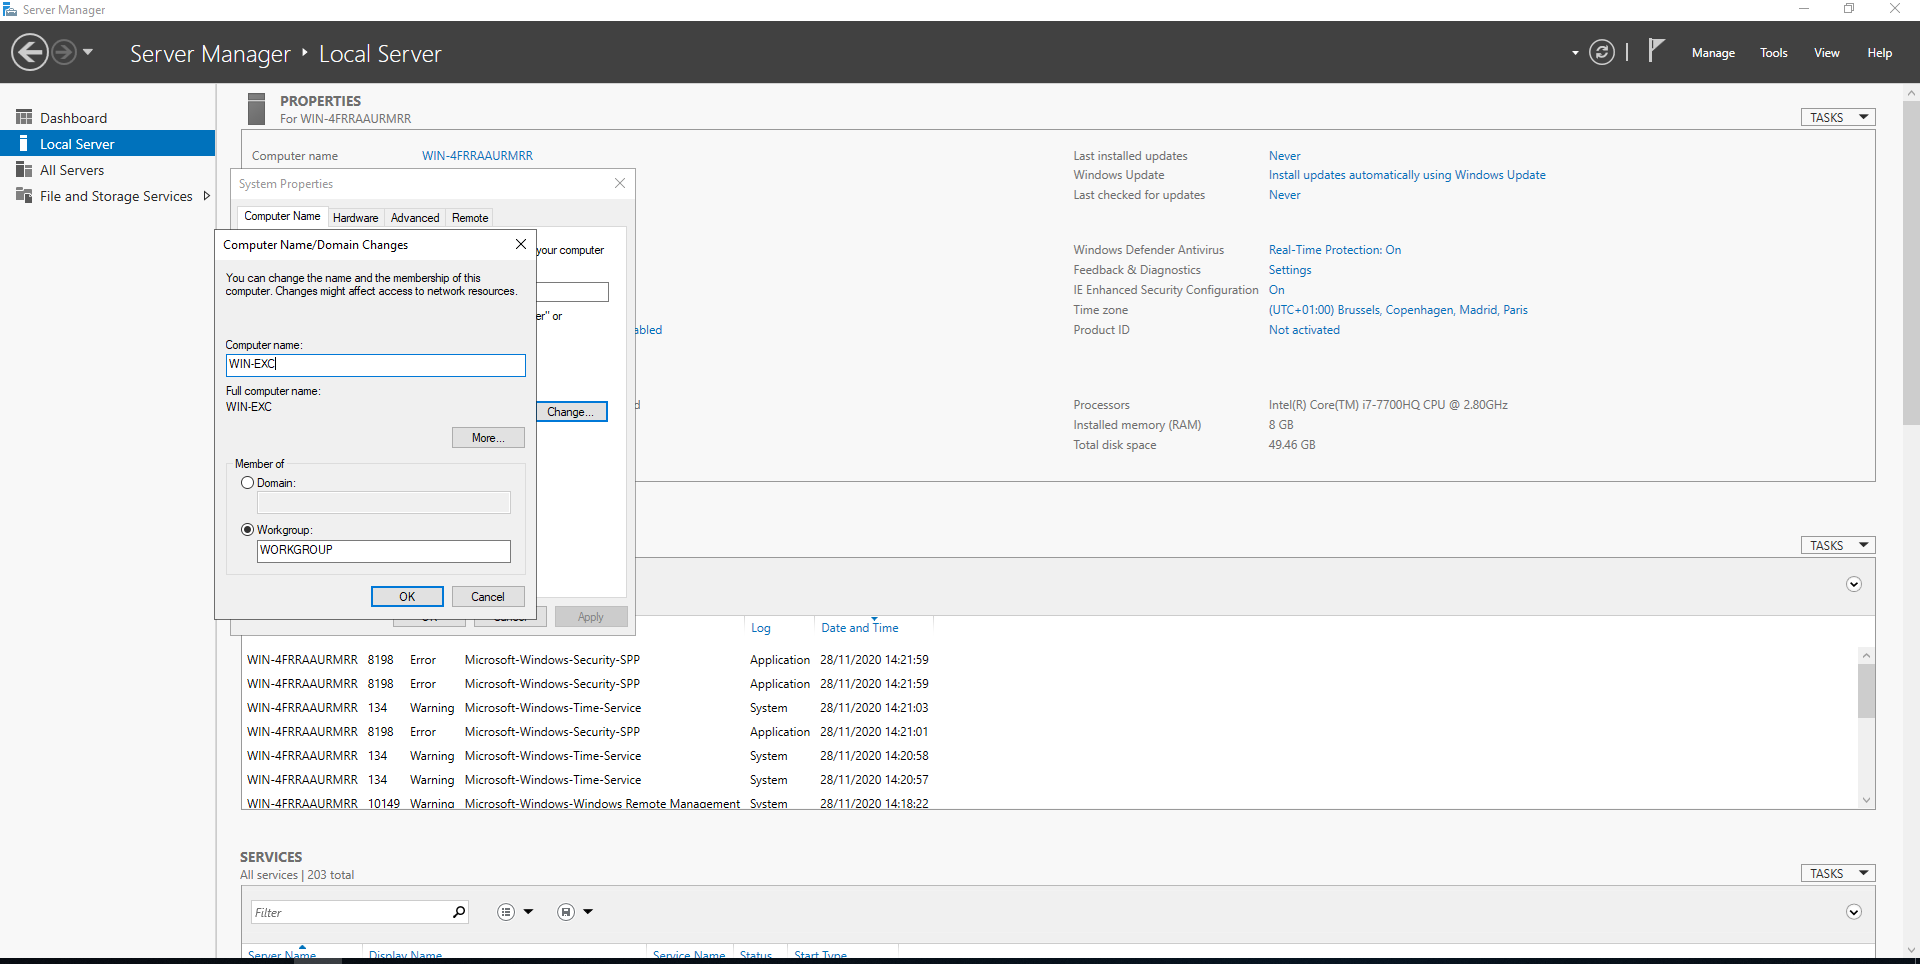 Server Manager
Server Manager ‣ Local Server
Manage Tools View Help
Dashboard
Local Server
All Servers
File and Storage Services
PROPERTIES
For WIN-4FRRAAURMRR
TASKS
Computer name WIN-4FRRAAURMRR
Last installed updates Never
Windows Update Install updates automatically using Windows Update
Last checked for updates Never
Windows Defender Antivirus Real-Time Protection: On
Feedback & Diagnostics Settings
IE Enhanced Security Configuration On
Time zone (UTC+01:00) Brussels, Copenhagen, Madrid, Paris
Product ID Not activated
Processors Intel(R) Core(TM) i7-7700HQ CPU @ 2.80GHz
Installed memory (RAM) 8 GB
Total disk space 49.46 GB
System Properties
Computer Name Hardware Advanced Remote
your computer
er" or
abled
d
Change...
OK Cancel Apply
Computer Name/Domain Changes
You can change the name and the membership of this
computer. Changes might affect access to network resources.
Computer name:
WIN-EXC
Full computer name:
WIN-EXC
More...
Member of
Domain:
Workgroup:
WORKGROUP
OK Cancel
TASKS
Log Date and Time
WIN-4FRRAAURMRR 8198 Error Microsoft-Windows-Security-SPP Application 28/11/2020 14:21:59
WIN-4FRRAAURMRR 8198 Error Microsoft-Windows-Security-SPP Application 28/11/2020 14:21:59
WIN-4FRRAAURMRR 134 Warning Microsoft-Windows-Time-Service System 28/11/2020 14:21:03
WIN-4FRRAAURMRR 8198 Error Microsoft-Windows-Security-SPP Application 28/11/2020 14:21:01
WIN-4FRRAAURMRR 134 Warning Microsoft-Windows-Time-Service System 28/11/2020 14:20:58
WIN-4FRRAAURMRR 134 Warning Microsoft-Windows-Time-Service System 28/11/2020 14:20:57
WIN-4FRRAAURMRR 10149 Warning Microsoft-Windows-Windows Remote Management System 28/11/2020 14:18:22
SERVICES
All services | 203 total
TASKS
Filter
Server Name Display Name Service Name Status Start Type